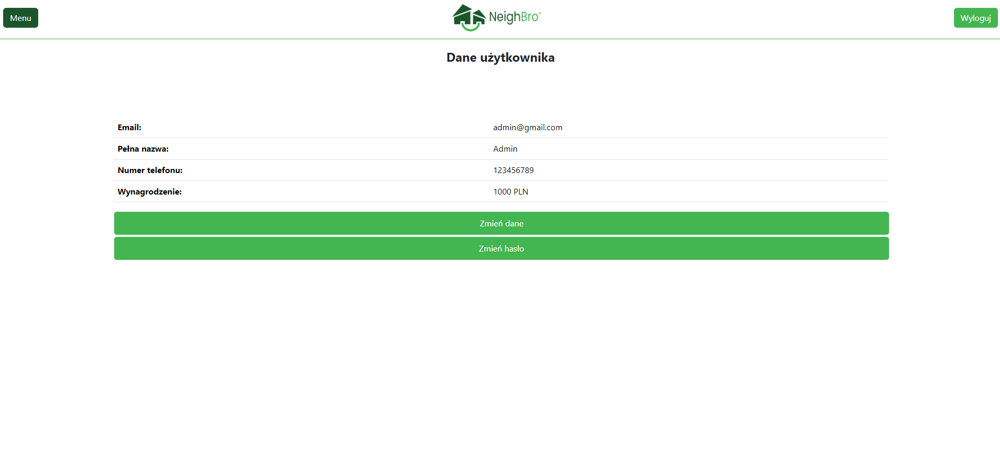 Menu
NeighBro™
Wyloguj
Dane użytkownika
Email: admin@gmail.com
Pełna nazwa: Admin
Numer telefonu: 123456789
Wynagrodzenie: 1000 PLN
Zmień dane
Zmień hasło